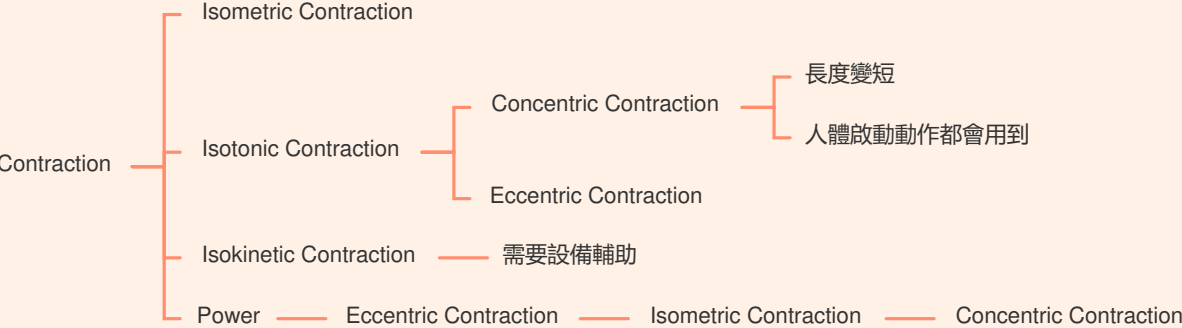 Isometric Contraction
長度變短
Concentric Contraction
人體啟動動作都會用到
Isotonic Contraction
Contraction
Eccentric Contraction
Isokinetic Contraction 需要設備輔助
Power Eccentric Contraction Isometric Contraction Concentric Contraction